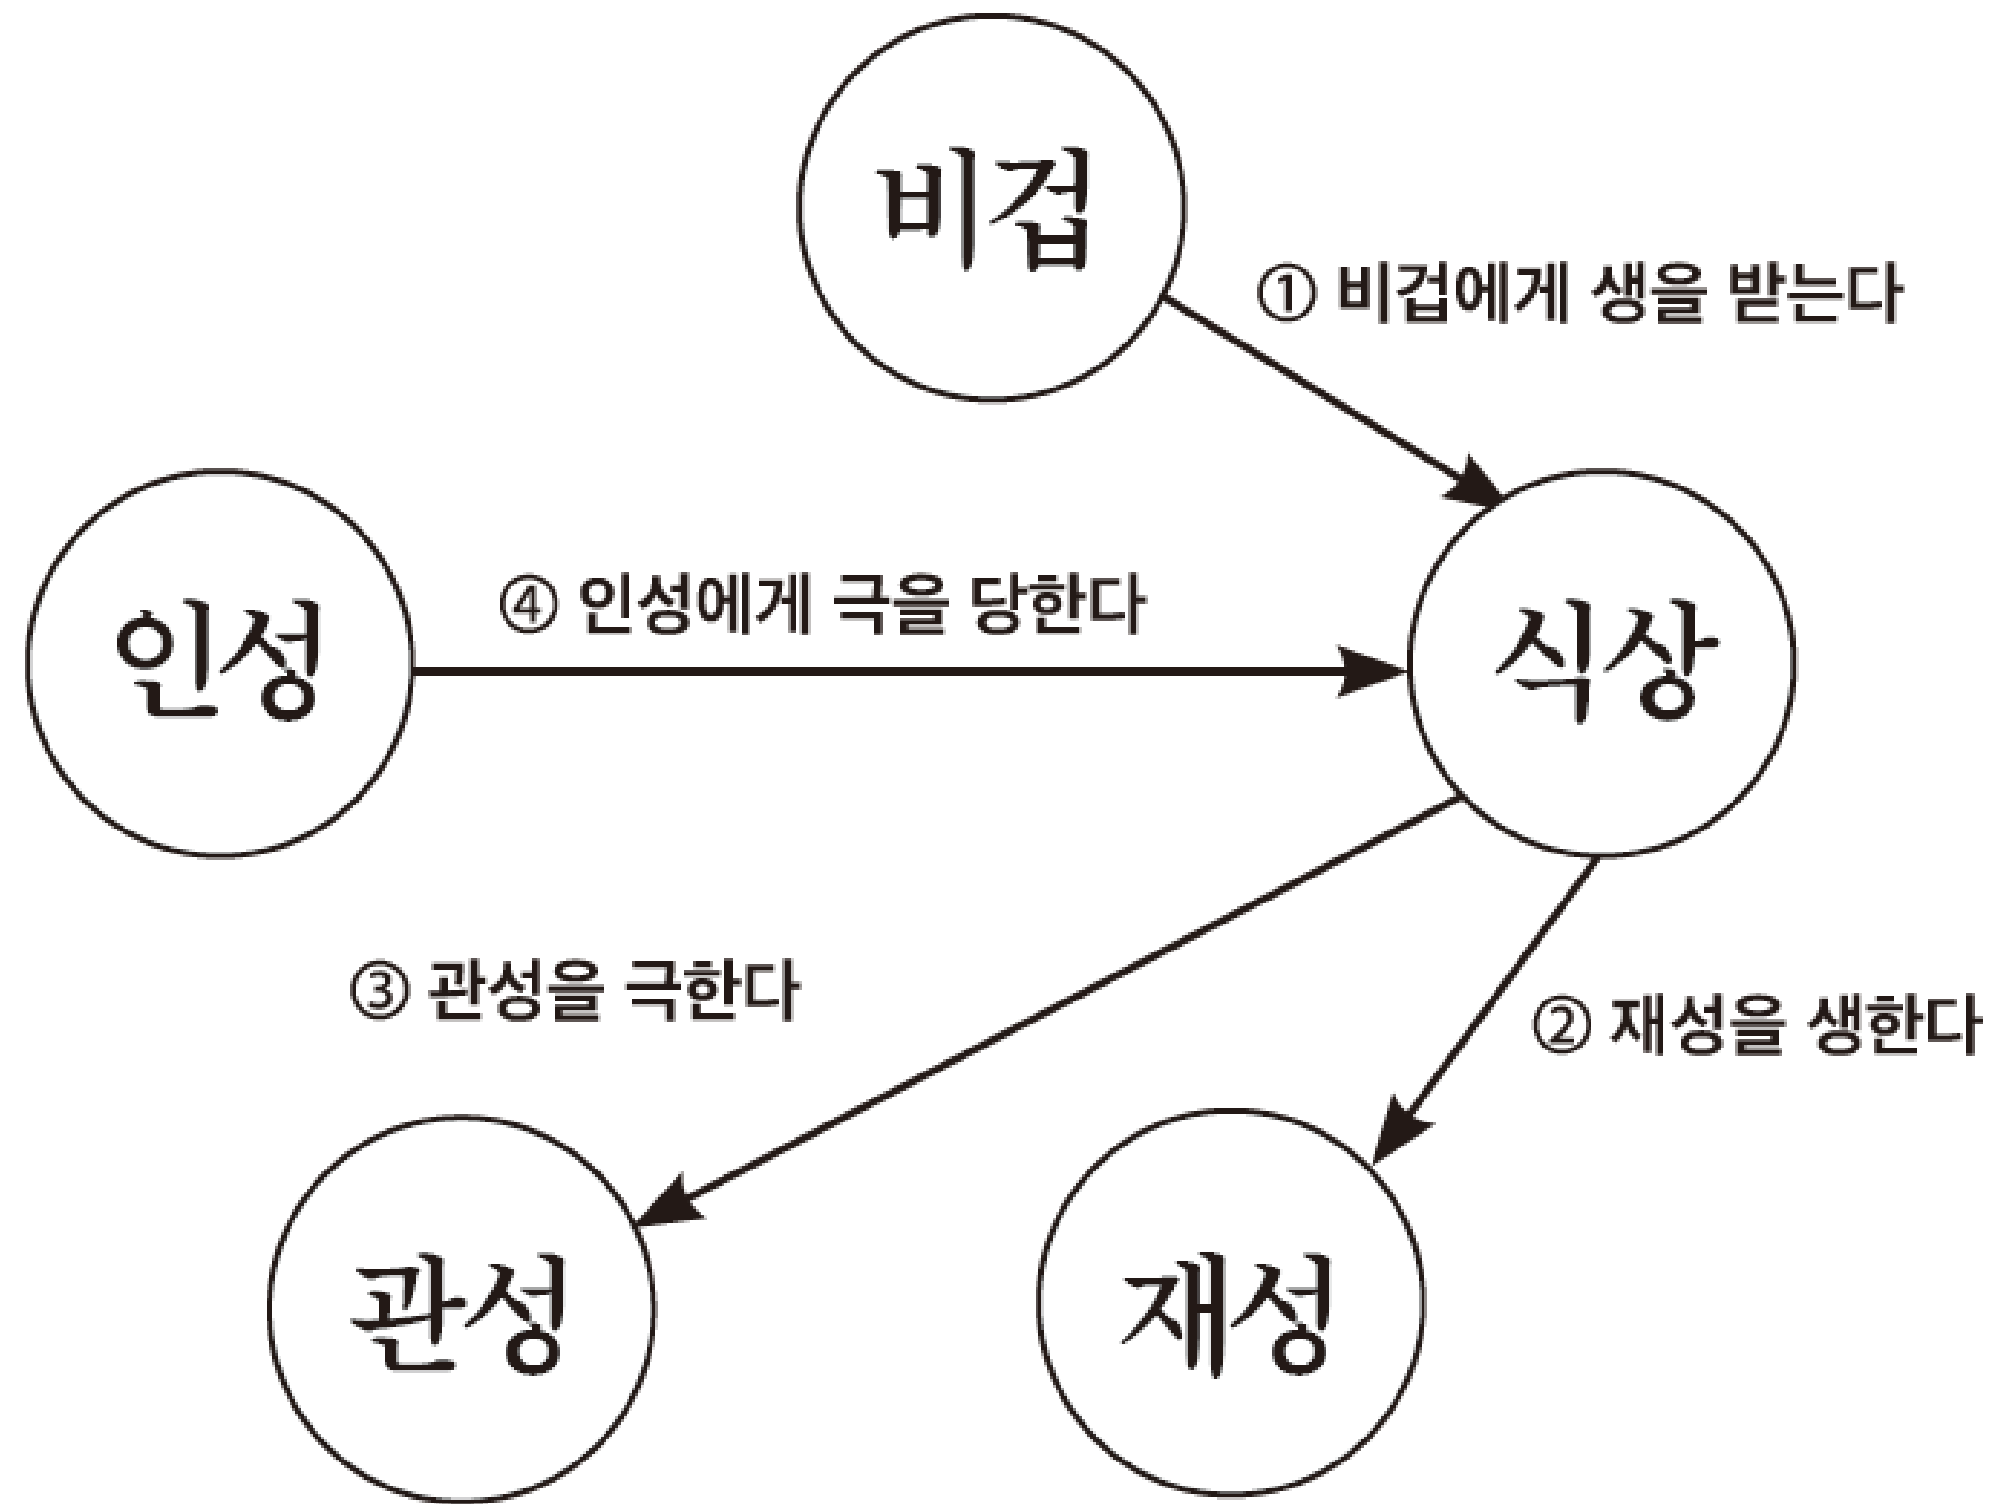 비겁
① 비겁에게 생을 받는다
인성
④ 인성에게 극을 당한다
식상
③ 관성을 극한다
② 재성을 생한다
관성
재성